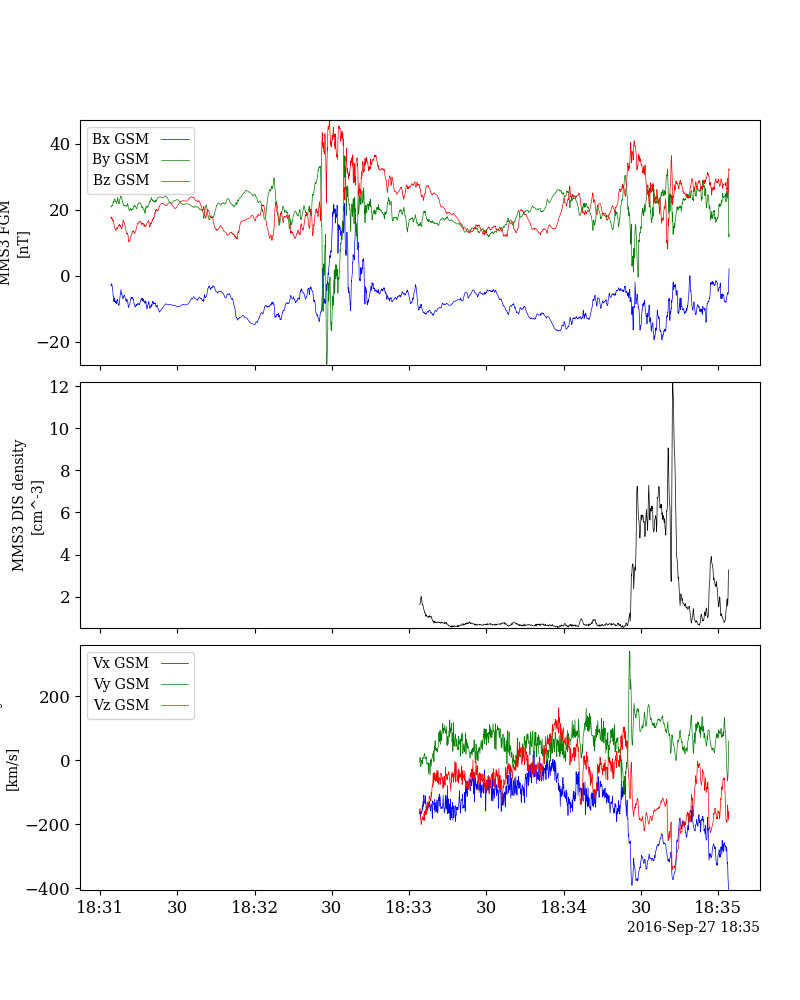 40
20
0
−20
MMS3 FGM
[nT]
Bx GSM
By GSM
Bz GSM
12
10
8
6
4
2
MMS3 DIS density
[cm^-3]
200
0
−200
−400
[km/s]
Vx GSM
Vy GSM
Vz GSM
18:31 30 18:32 30 18:33 30 18:34 30 18:35
2016-Sep-27 18:35